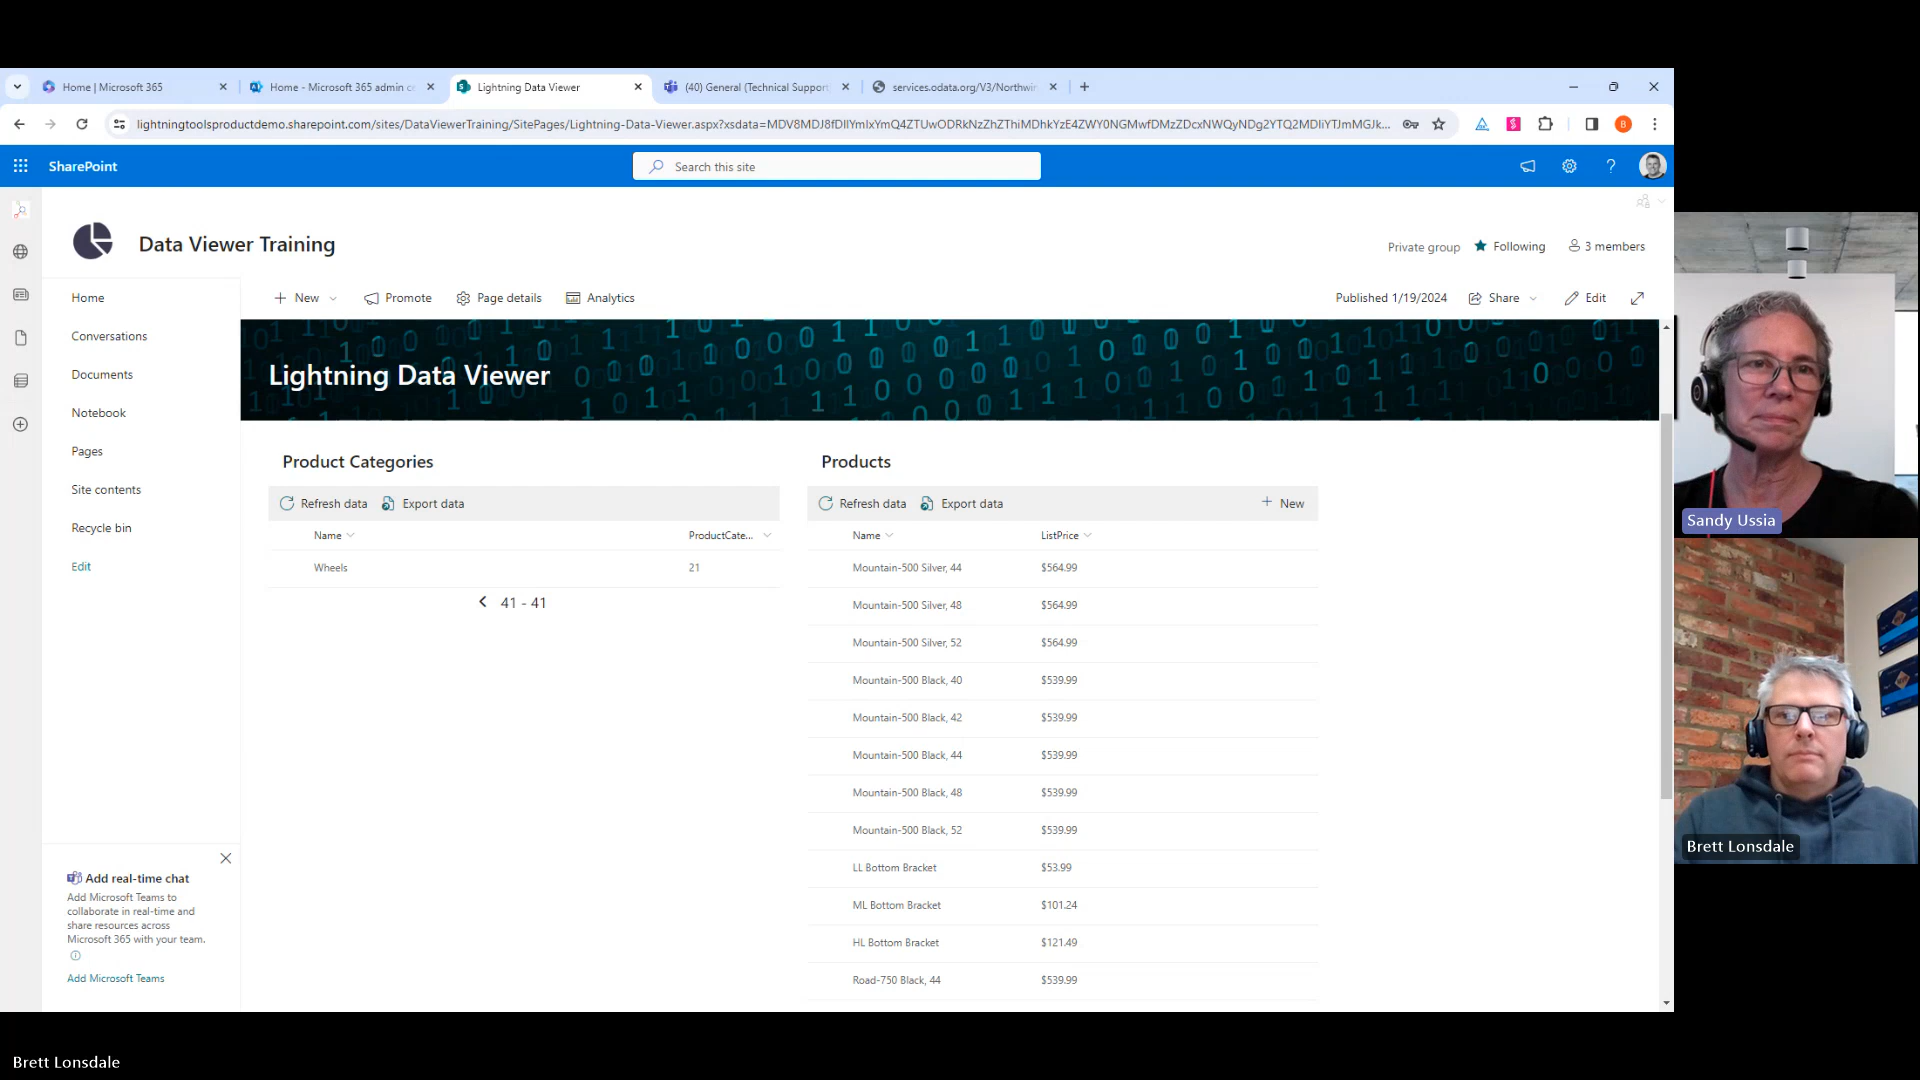 Home | Microsoft 365
Home - Microsoft 365 admin c
Lightning Data Viewer
(40) General (Technical Support
services.odata.org/V3/Northwin
lightningtoolsproductdemo.sharepoint.com/sites/DataViewerTraining/SitePages/Lightning-Data-Viewer.aspx?
B
SharePoint
Search this site
Data Viewer Training
Private group
Following
3 members
Home
Conversations
Documents
Notebook
Pages
Site contents
Recycle bin
Edit
New
Promote
Page details
Analytics
Published 1/19/2024
Share
Edit
Lightning Data Viewer
Product Categories
Refresh data
Export data
Name
ProductCate...
Wheels
21
41 - 41
Products
Refresh data
Export data
New
Name
ListPrice
Mountain-500 Silver, 44
$564.99
Mountain-500 Silver, 48
$564.99
Mountain-500 Silver, 52
$564.99
Mountain-500 Black, 40
$539.99
Mountain-500 Black, 42
$539.99
Mountain-500 Black, 44
$539.99
Mountain-500 Black, 48
$539.99
Mountain-500 Black, 52
$539.99
LL Bottom Bracket
$53.99
ML Bottom Bracket
$101.24
HL Bottom Bracket
$121.49
Road-750 Black, 44
$539.99
Add real-time chat
Add Microsoft Teams to
collaborate in real-time and
share resources across
Microsoft 365 with your team.
Add Microsoft Teams
Sandy Ussia
Brett Lonsdale
Brett Lonsdale